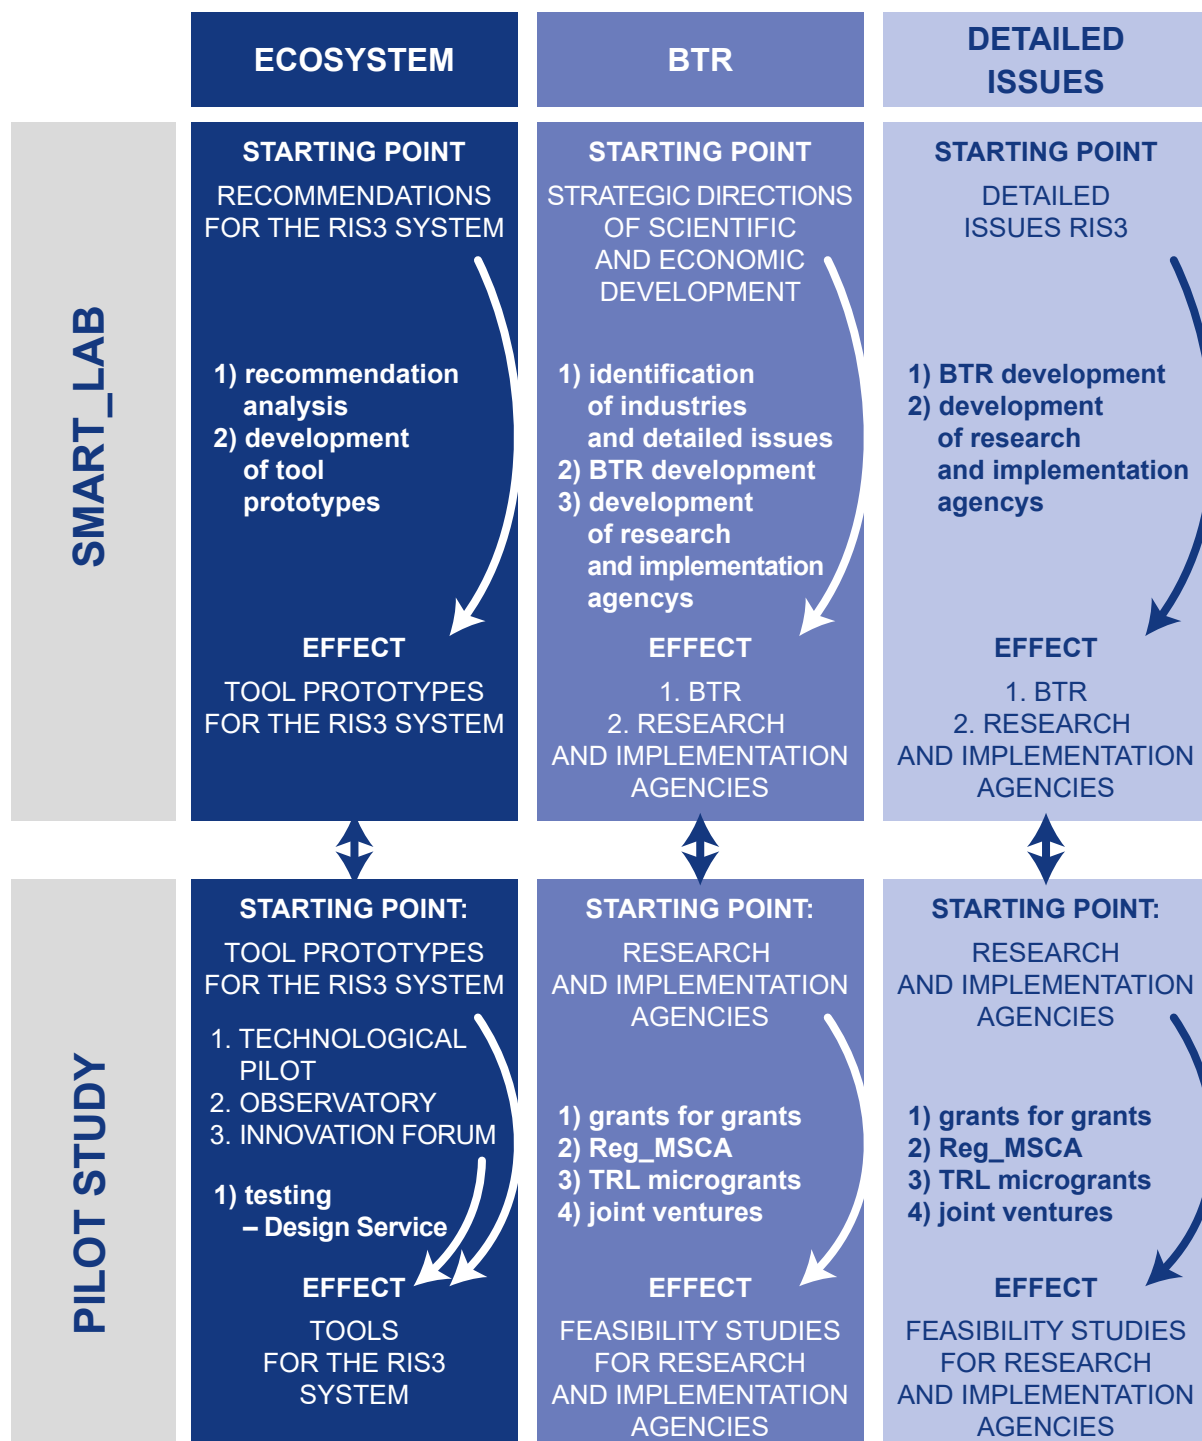 ECOSYSTEM
BTR
DETAILED
ISSUES
SMART_LAB
STARTING POINT
RECOMMENDATIONS
FOR THE RIS3 SYSTEM
1) recommendation
analysis
2) development
of tool
prototypes
EFFECT
TOOL PROTOTYPES
FOR THE RIS3 SYSTEM
STARTING POINT
STRATEGIC DIRECTIONS
OF SCIENTIFIC
AND ECONOMIC
DEVELOPMENT
1) identification
of industries
and detailed issues
2) BTR development
3) development
of research
and implementation
agencys
EFFECT
1. BTR
2. RESEARCH
AND IMPLEMENTATION
AGENCIES
STARTING POINT
DETAILED
ISSUES RIS3
1) BTR development
2) development
of research
and implementation
agencys
EFFECT
1. BTR
2. RESEARCH
AND IMPLEMENTATION
AGENCIES
PILOT STUDY
STARTING POINT:
TOOL PROTOTYPES
FOR THE RIS3 SYSTEM
1. TECHNOLOGICAL
PILOT
2. OBSERVATORY
3. INNOVATION FORUM
1) testing
– Design Service
EFFECT
TOOLS
FOR THE RIS3
SYSTEM
STARTING POINT:
RESEARCH
AND IMPLEMENTATION
AGENCIES
1) grants for grants
2) Reg_MSCA
3) TRL microgrants
4) joint ventures
EFFECT
FEASIBILITY STUDIES
FOR RESEARCH
AND IMPLEMENTATION
AGENCIES
STARTING POINT:
RESEARCH
AND IMPLEMENTATION
AGENCIES
1) grants for grants
2) Reg_MSCA
3) TRL microgrants
4) joint ventures
EFFECT
FEASIBILITY STUDIES
FOR RESEARCH
AND IMPLEMENTATION
AGENCIES